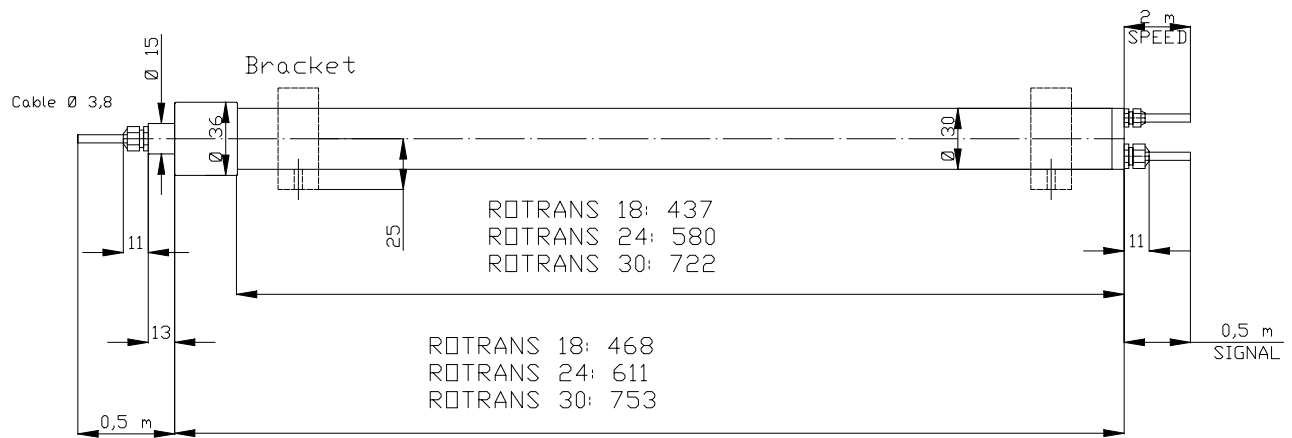 2 m
SPEED
Ø 15
Bracket
Cable Ø 3,8
Ø 36
Ø 30
ROTRANS 18: 437
ROTRANS 24: 580
ROTRANS 30: 722
25
11
11
13
0,5 m
SIGNAL
ROTRANS 18: 468
ROTRANS 24: 611
ROTRANS 30: 753
0,5 m